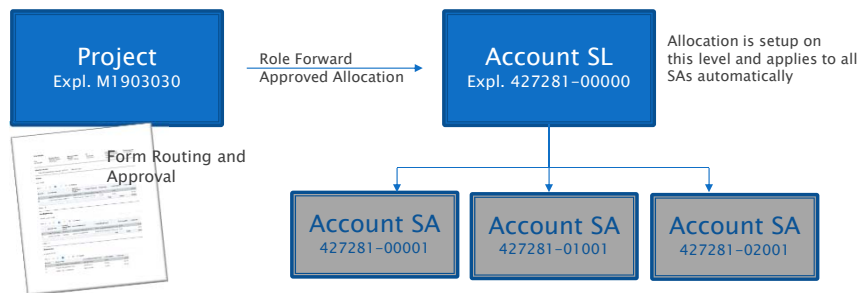 Project
Expl. M1903030
Role Forward
Approved Allocation
Account SL
Expl. 427281-00000
Allocation is setup on
this level and applies to all
SAs automatically
Form Routing and
Approval
Account SA
427281-00001
Account SA
427281-01001
Account SA
427281-02001